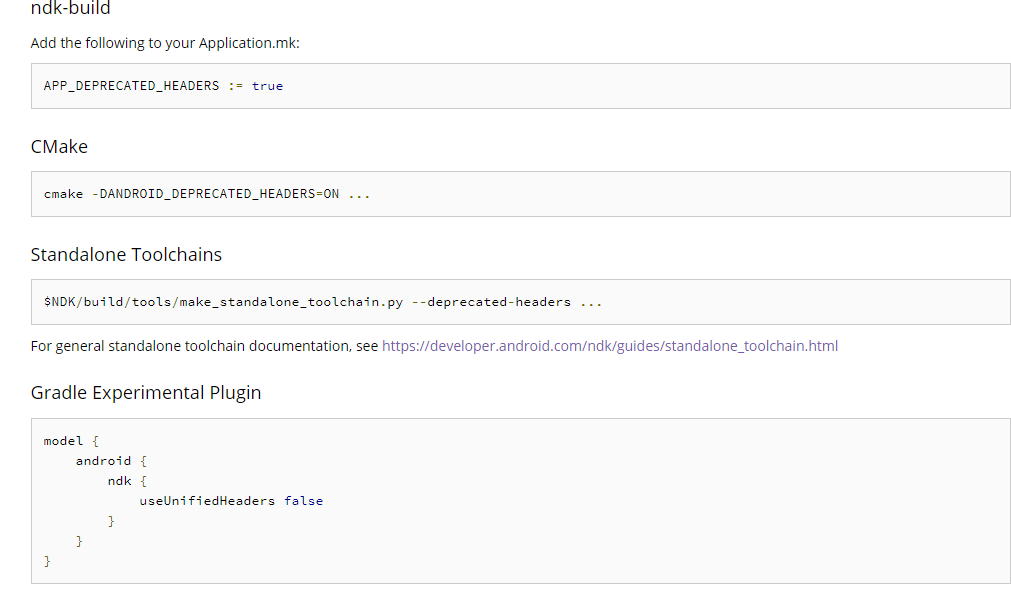 ndk-build
Add the following to your Application.mk:
APP_DEPRECATED_HEADERS := true
CMake
cmake -DANDROID_DEPRECATED_HEADERS=ON ...
Standalone Toolchains
$NDK/build/tools/make_standalone_toolchain.py --deprecated-headers ...
For general standalone toolchain documentation, see https://developer.android.com/ndk/guides/standalone_toolchain.html
Gradle Experimental Plugin
model {
    android {
        ndk {
            useUnifiedHeaders false
        }
    }
}